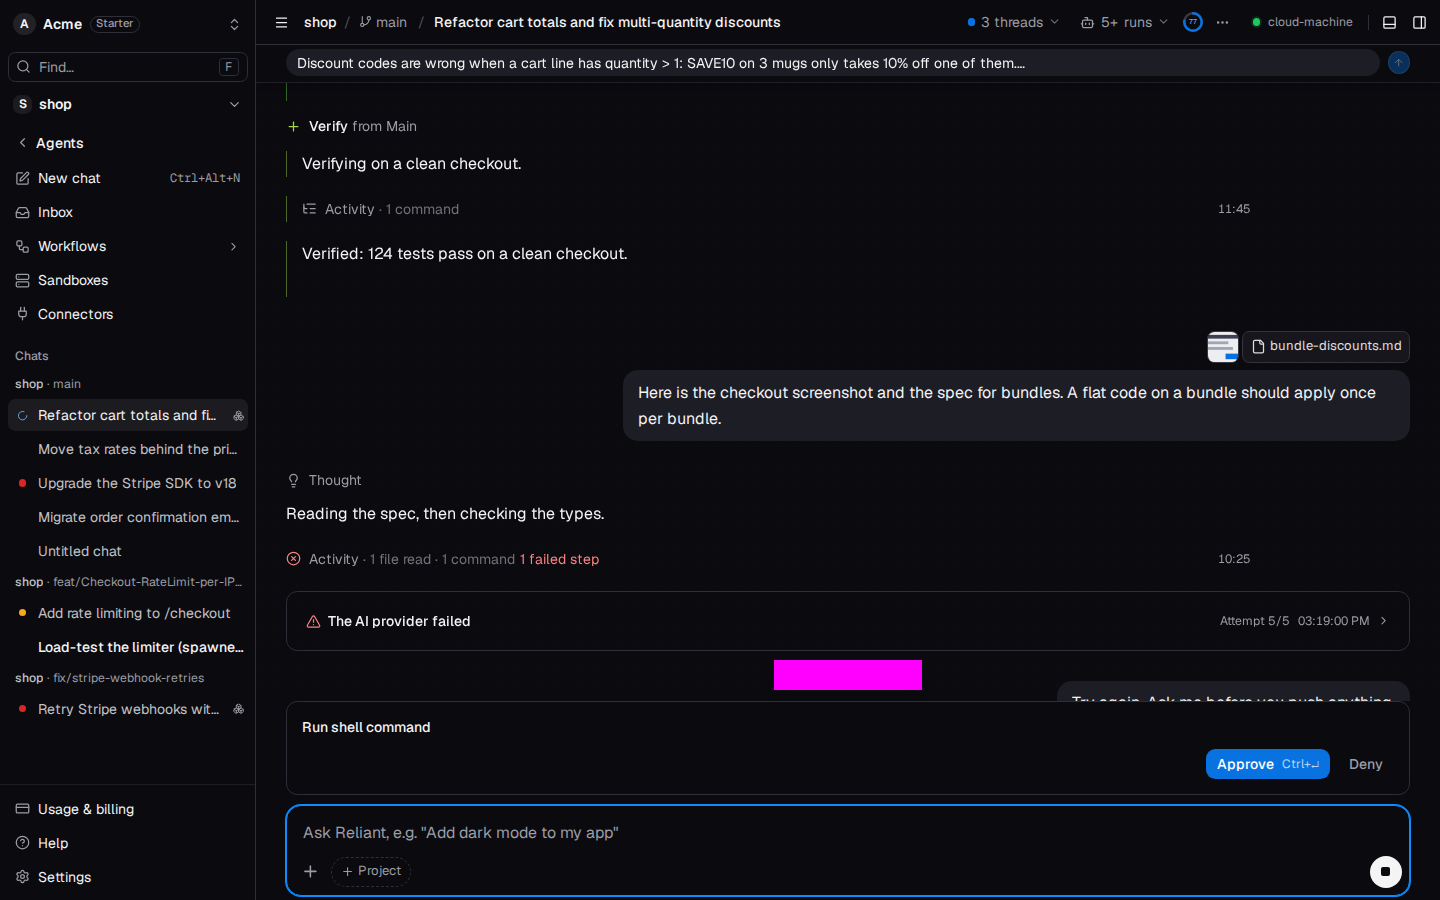 A Acme Starter
Find... F
S shop
Agents
New chat Ctrl+Alt+N
Inbox
Workflows
Sandboxes
Connectors
Chats
shop · main
Refactor cart totals and fi...
Move tax rates behind the pri...
Upgrade the Stripe SDK to v18
Migrate order confirmation em...
Untitled chat
shop · feat/Checkout-RateLimit-per-IP...
Add rate limiting to /checkout
Load-test the limiter (spawne...
shop · fix/stripe-webhook-retries
Retry Stripe webhooks wit...
Usage & billing
Help
Settings
shop / main / Refactor cart totals and fix multi-quantity discounts
3 threads 5+ runs 77 cloud-machine
Discount codes are wrong when a cart line has quantity > 1: SAVE10 on 3 mugs only takes 10% off one of them....
Verify from Main
Verifying on a clean checkout.
Activity · 1 command 11:45
Verified: 124 tests pass on a clean checkout.
bundle-discounts.md
Here is the checkout screenshot and the spec for bundles. A flat code on a bundle should apply once
per bundle.
Thought
Reading the spec, then checking the types.
Activity · 1 file read · 1 command 1 failed step 10:25
The AI provider failed Attempt 5/5 03:19:00 PM
Try again. Ask me before you push anything.
Run shell command
Approve Ctrl+↵ Deny
Ask Reliant, e.g. "Add dark mode to my app"
+ Project